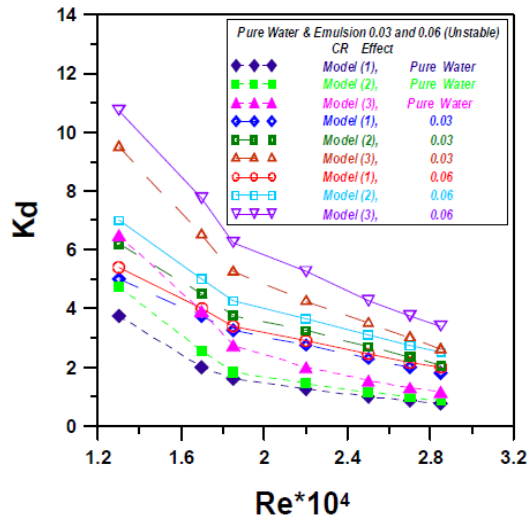 14
12
10
8
6
4
2
0
Kd
Pure Water & Emulsion 0.03 and 0.06 (Unstable)
CR Effect
Model (1), Pure Water
Model (2), Pure Water
Model (3), Pure Water
Model (1), 0.03
Model (2), 0.03
Model (3), 0.03
Model (1), 0.06
Model (2), 0.06
Model (3), 0.06
1.2 1.6 2 2.4 2.8 3.2
Re*10⁴